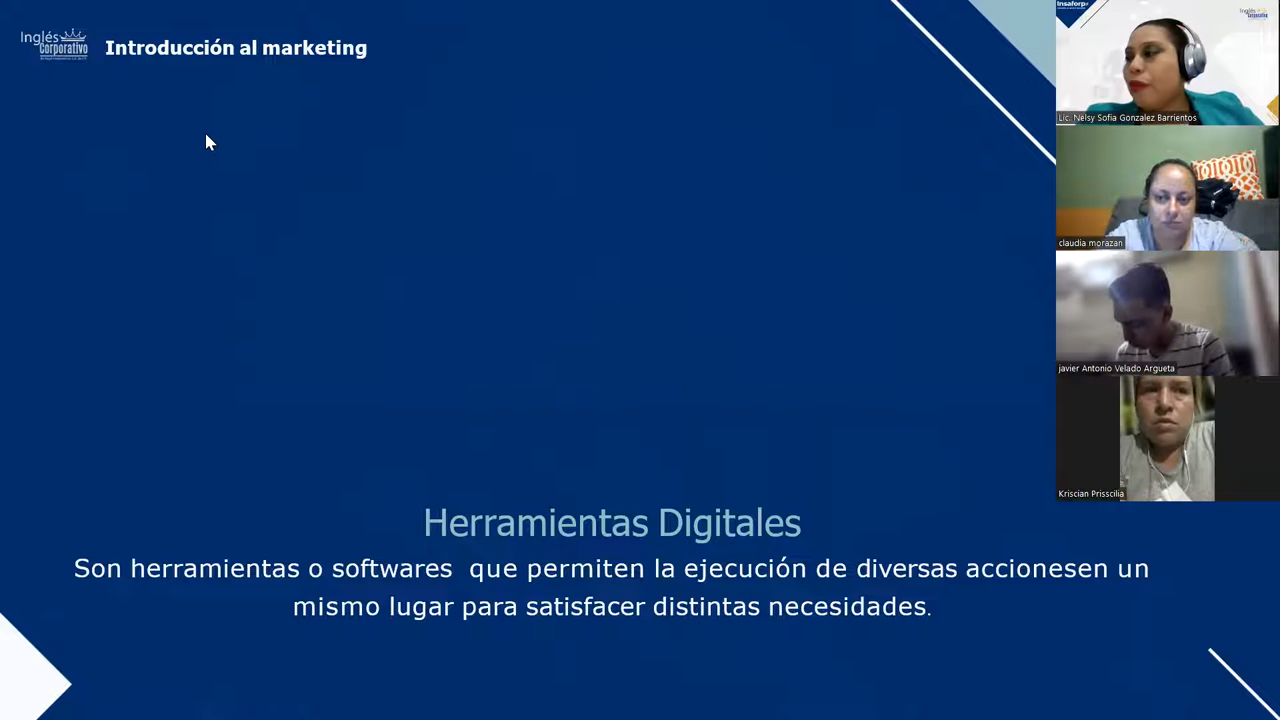 Inglés
Corporativo
Introducción al marketing
Insaforp
Inglés
Corporativo
Lic. Nelsy Sofia Gonzalez Barrientos
claudia morazan
javier Antonio Velado Argueta
Kriscian Prisscilia
Herramientas Digitales
Son herramientas o softwares que permiten la ejecución de diversas accionesen un
mismo lugar para satisfacer distintas necesidades.